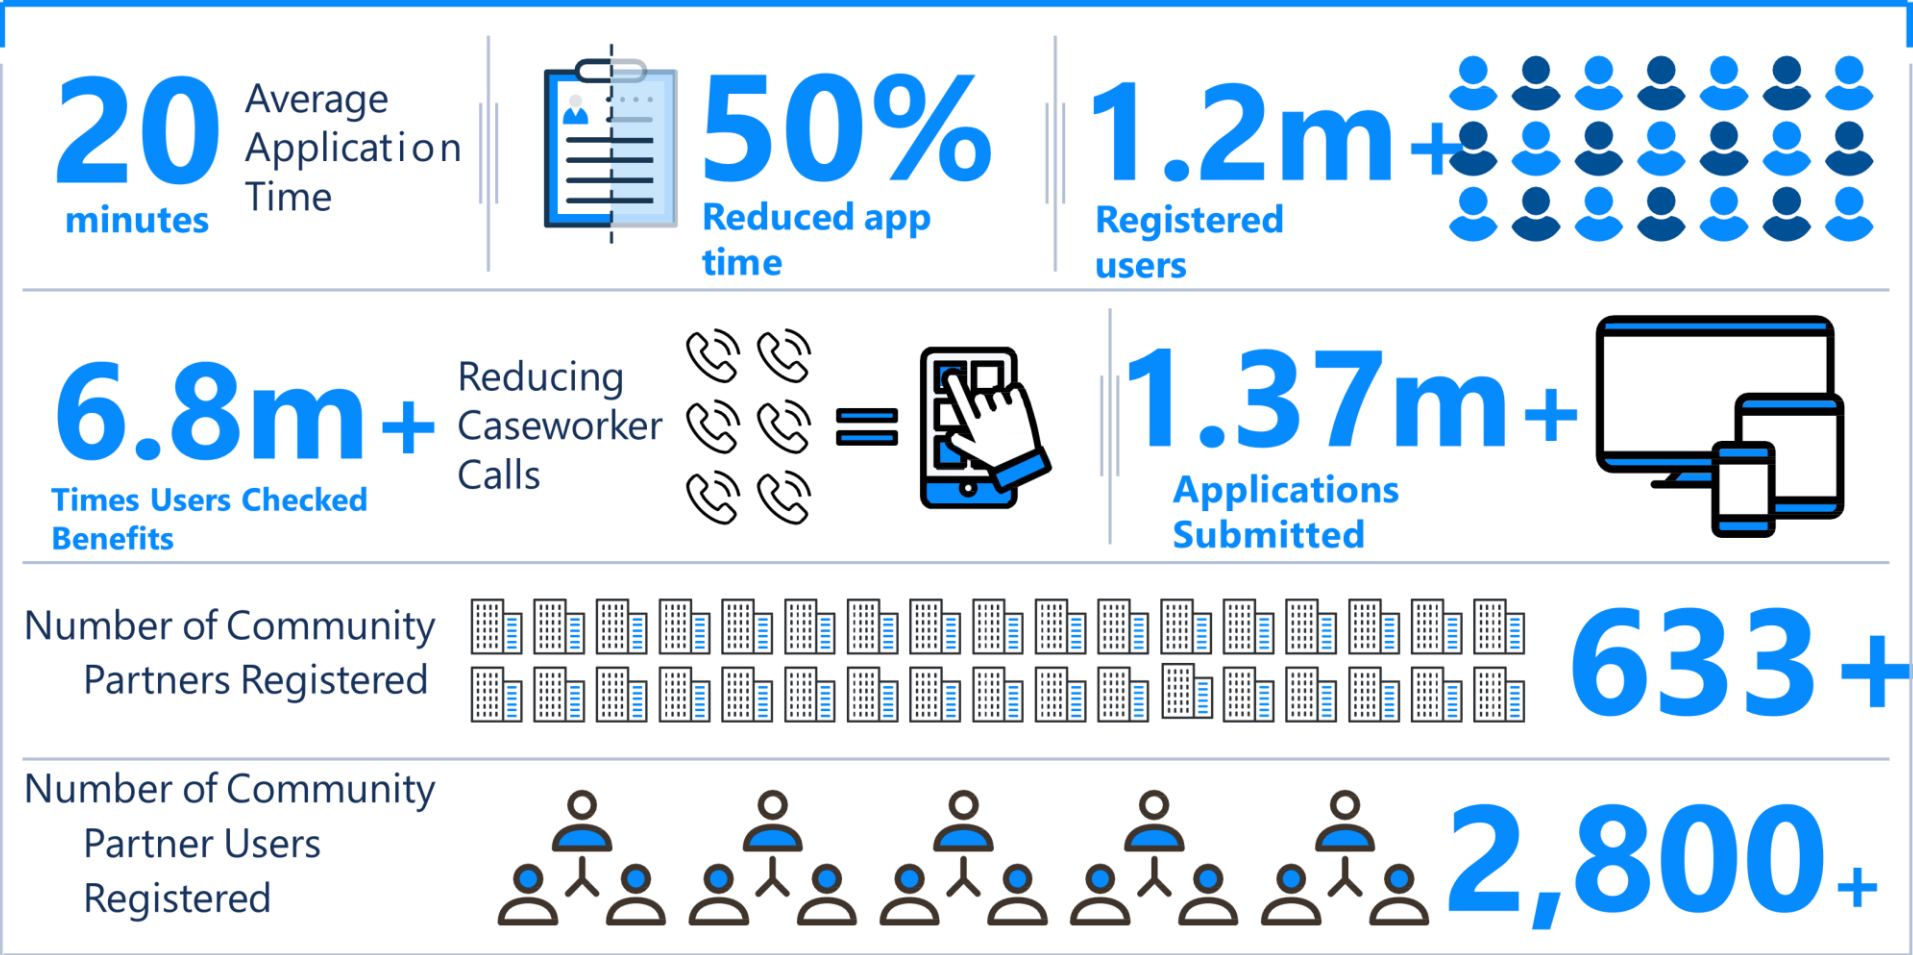 20
minutes
Average
Application
Time
50%
Reduced app
time
1.2m+
Registered
users
6.8m+
Times Users Checked
Benefits
Reducing
Caseworker
Calls
1.37m+
Applications
Submitted
Number of Community
Partners Registered
633+
Number of Community
Partner Users
Registered
2,800+